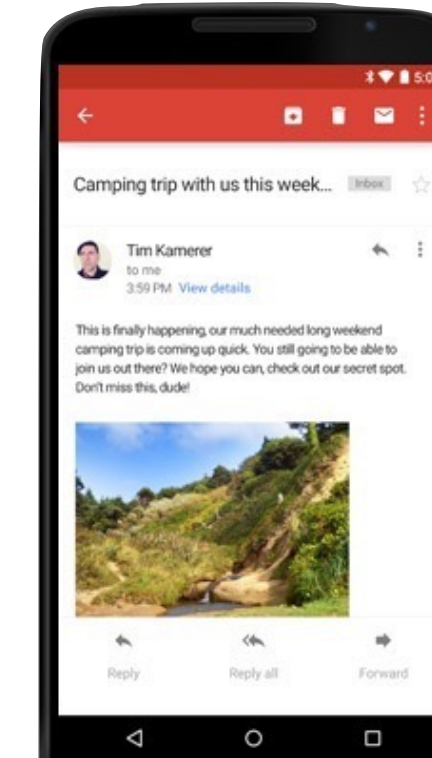 5:0
Camping trip with us this week... Inbox
Tim Kamerer
to me
3:59 PM View details
This is finally happening, our much needed long weekend
camping trip is coming up quick. You still going to be able to
join us out there? We hope you can, check out our secret spot.
Don't miss this, dude!
Reply Reply all Forward